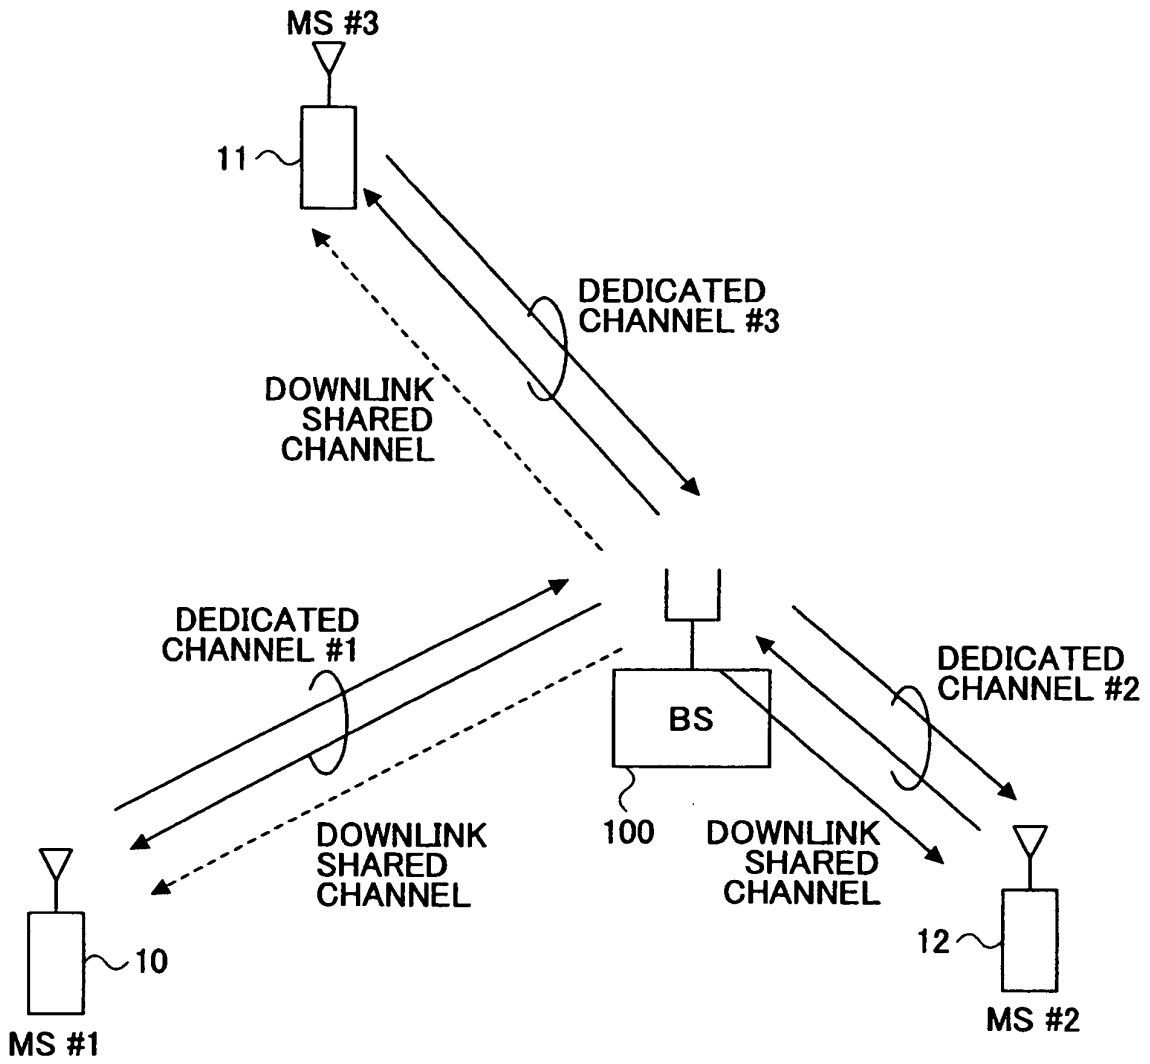 MS #3
11
DEDICATED
CHANNEL #3
DOWNLINK
SHARED
CHANNEL
DEDICATED
CHANNEL #1
DEDICATED
CHANNEL #2
BS
100
DOWNLINK
SHARED
CHANNEL
DOWNLINK
SHARED
CHANNEL
12
10
MS #2
MS #1